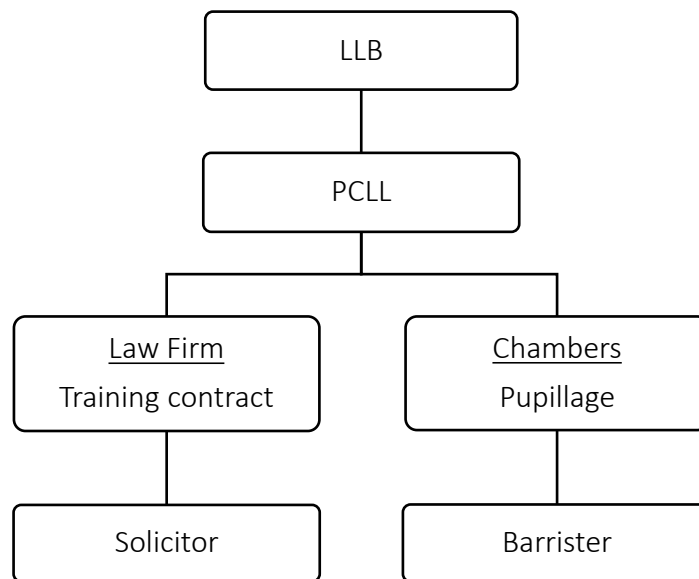 LLB
PCLL
Law Firm
Training contract
Chambers
Pupillage
Solicitor
Barrister